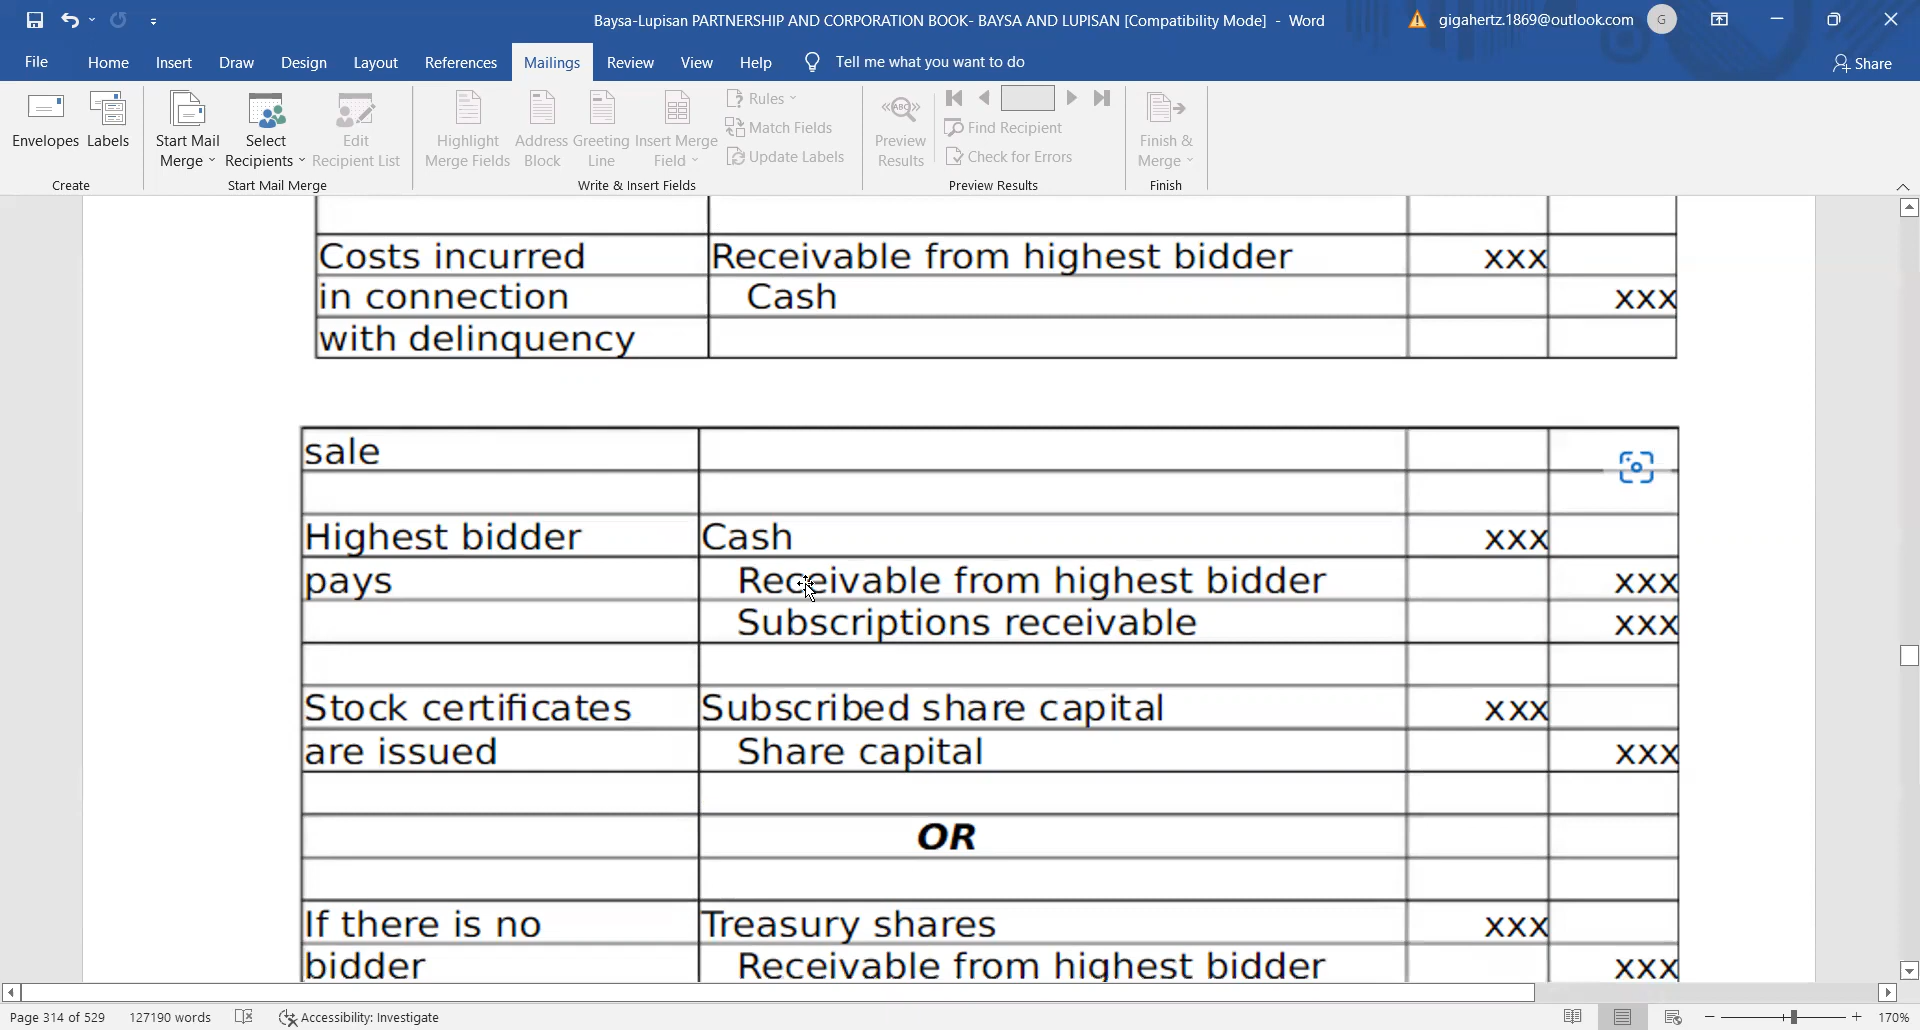 Baysa-Lupisan PARTNERSHIP AND CORPORATION BOOK- BAYSA AND LUPISAN [Compatibility Mode] - Word
gigahertz.1869@outlook.com G
File Home Insert Draw Design Layout References Mailings Review View Help Tell me what you want to do Share
Envelopes Labels
Create
Start Mail Merge
Select Recipients
Edit Recipient List
Start Mail Merge
Highlight Merge Fields
Address Block
Greeting Line
Insert Merge Field
Rules
Match Fields
Update Labels
Write & Insert Fields
ABC
Preview Results
Find Recipient
Check for Errors
Preview Results
Finish & Merge
Finish
Costs incurred Receivable from highest bidder xxx
in connection Cash xxx
with delinquency
sale
Highest bidder Cash xxx
pays Receivable from highest bidder xxx
Subscriptions receivable xxx
Stock certificates Subscribed share capital xxx
are issued Share capital xxx
OR
If there is no Treasury shares xxx
bidder Receivable from highest bidder xxx
Page 314 of 529 127190 words Accessibility: Investigate 170%